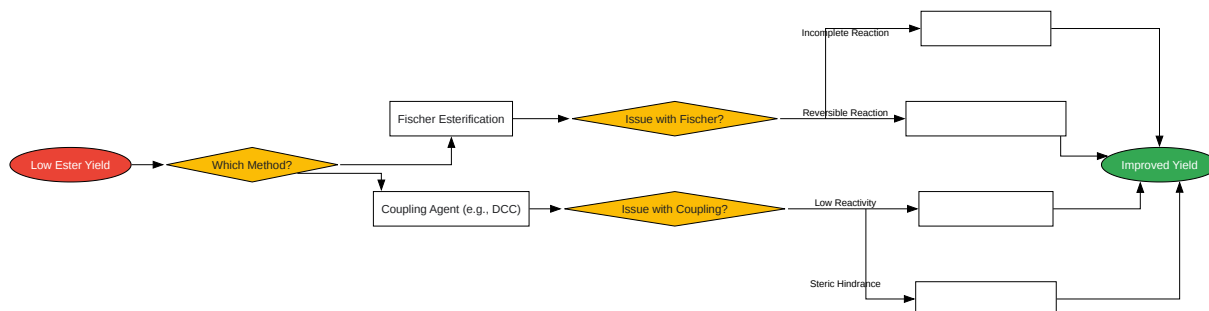 Incomplete Reaction
Fischer Esterification
Issue with Fischer?
Reversible Reaction
Low Ester Yield
Which Method?
Improved Yield
Coupling Agent (e.g., DCC)
Issue with Coupling?
Low Reactivity
Steric Hindrance